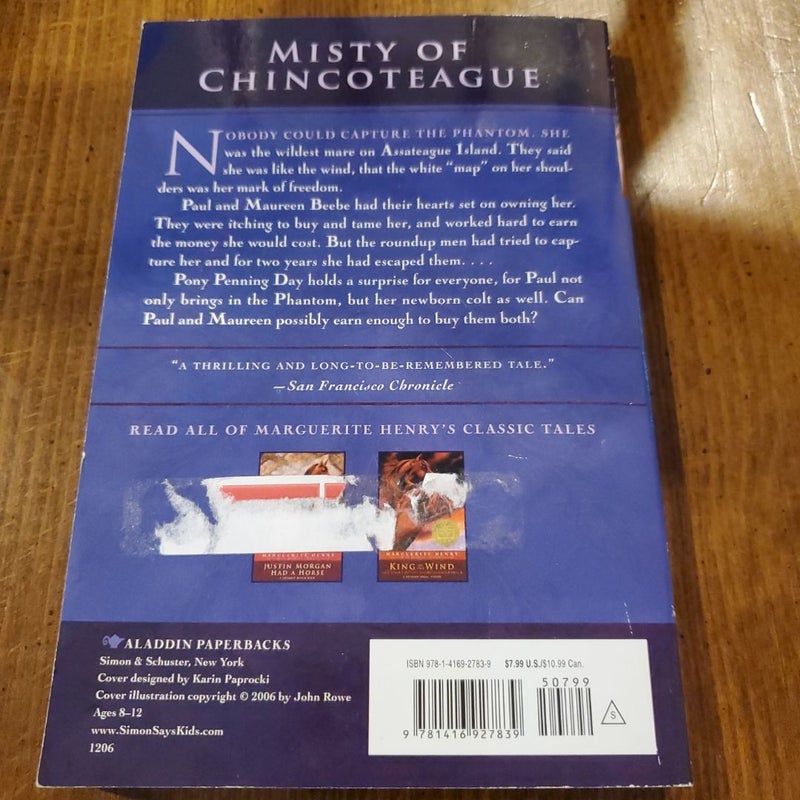 MISTY OF
CHINCOTEAGUE
NOBODY COULD CAPTURE THE PHANTOM. SHE
was the wildest mare on Assateague Island. They said
she was like the wind, that the white "map" on her shoul-
ders was her mark of freedom.
Paul and Maureen Beebe had their hearts set on owning her.
They were itching to buy and tame her, and worked hard to earn
the money she would cost. But the roundup men had tried to cap-
ture her and for two years she had escaped them. . . .
Pony Penning Day holds a surprise for everyone, for Paul not
only brings in the Phantom, but her newborn colt as well. Can
Paul and Maureen possibly earn enough to buy them both?
"A THRILLING AND LONG-TO-BE-REMEMBERED TALE."
—San Francisco Chronicle
READ ALL OF MARGUERITE HENRY'S CLASSIC TALES
MARGUERITE HENRY
JUSTIN MORGAN
HAD A HORSE
MARGUERITE HENRY
KING OF THE WIND
ALADDIN PAPERBACKS
Simon & Schuster, New York
Cover designed by Karin Paprocki
Cover illustration copyright © 2006 by John Rowe
Ages 8–12
www.SimonSaysKids.com
1206
ISBN 978-1-4169-2783-9 $7.99 U.S./$10.99 Can.
50799
9 781416 927839
S